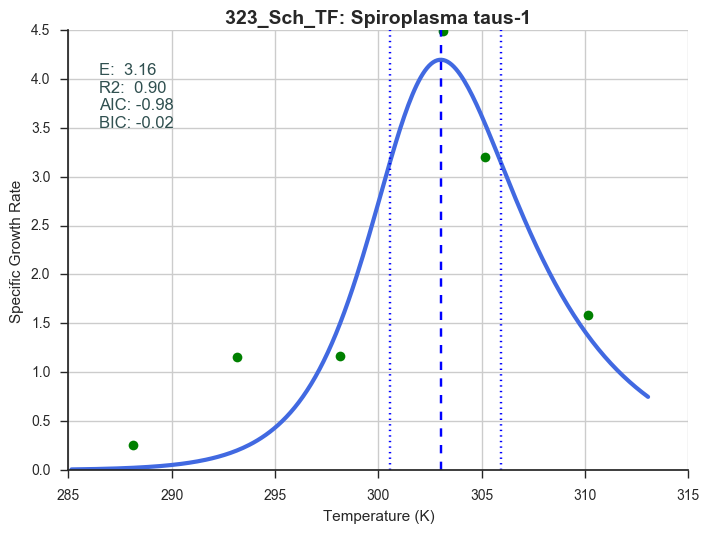 323_Sch_TF: Spiroplasma taus-1
E: 3.16
R2: 0.90
AIC: -0.98
BIC: -0.02
Specific Growth Rate
4.5
4.0
3.5
3.0
2.5
2.0
1.5
1.0
0.5
0.0
285 290 295 300 305 310 315
Temperature (K)